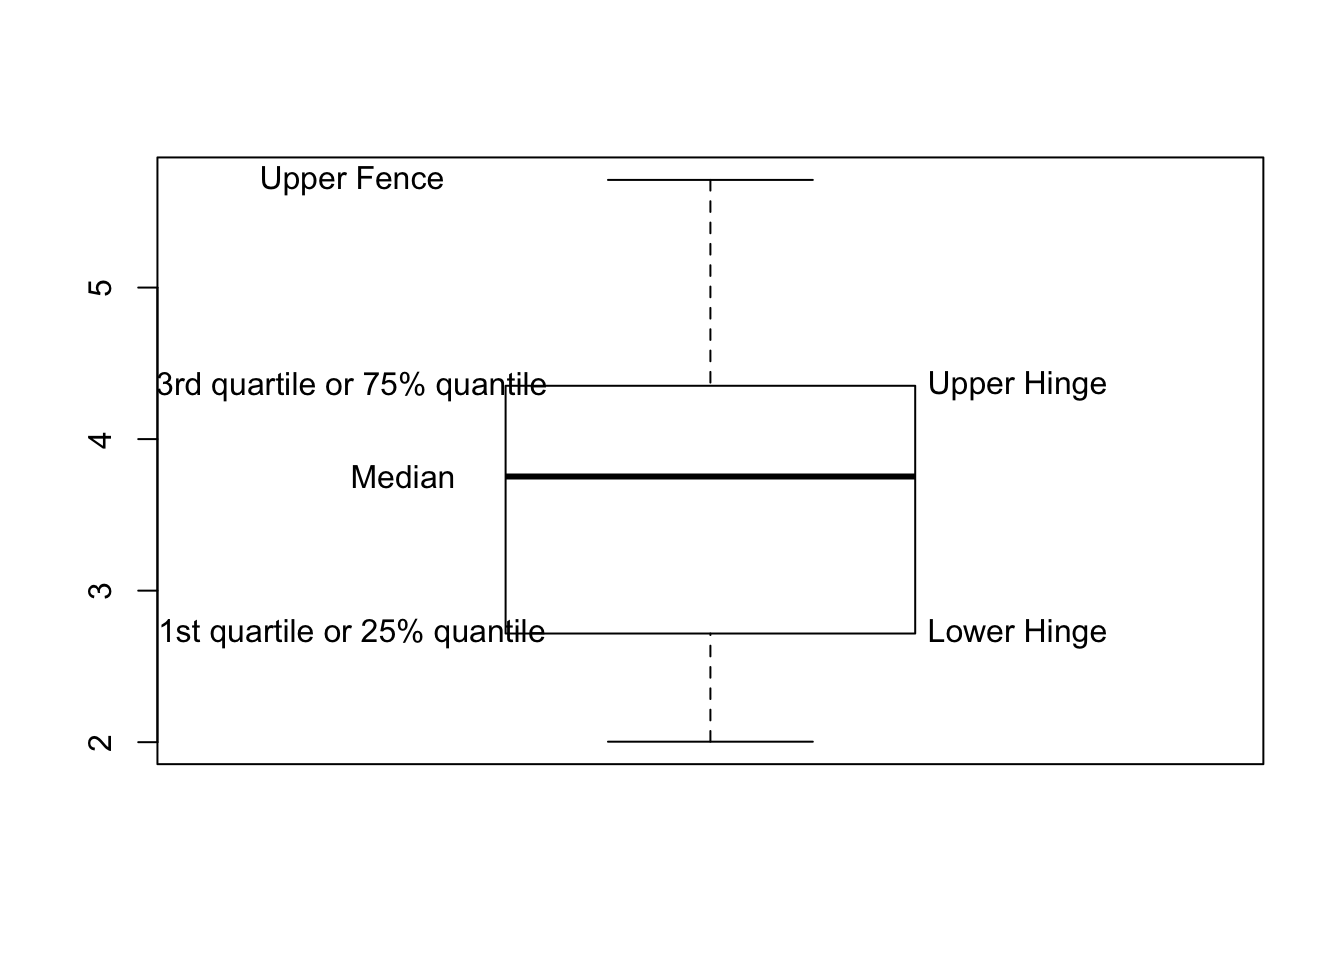 Upper Fence
5
3rd quartile or 75% quantile
Upper Hinge
4
Median
3
1st quartile or 25% quantile
Lower Hinge
2